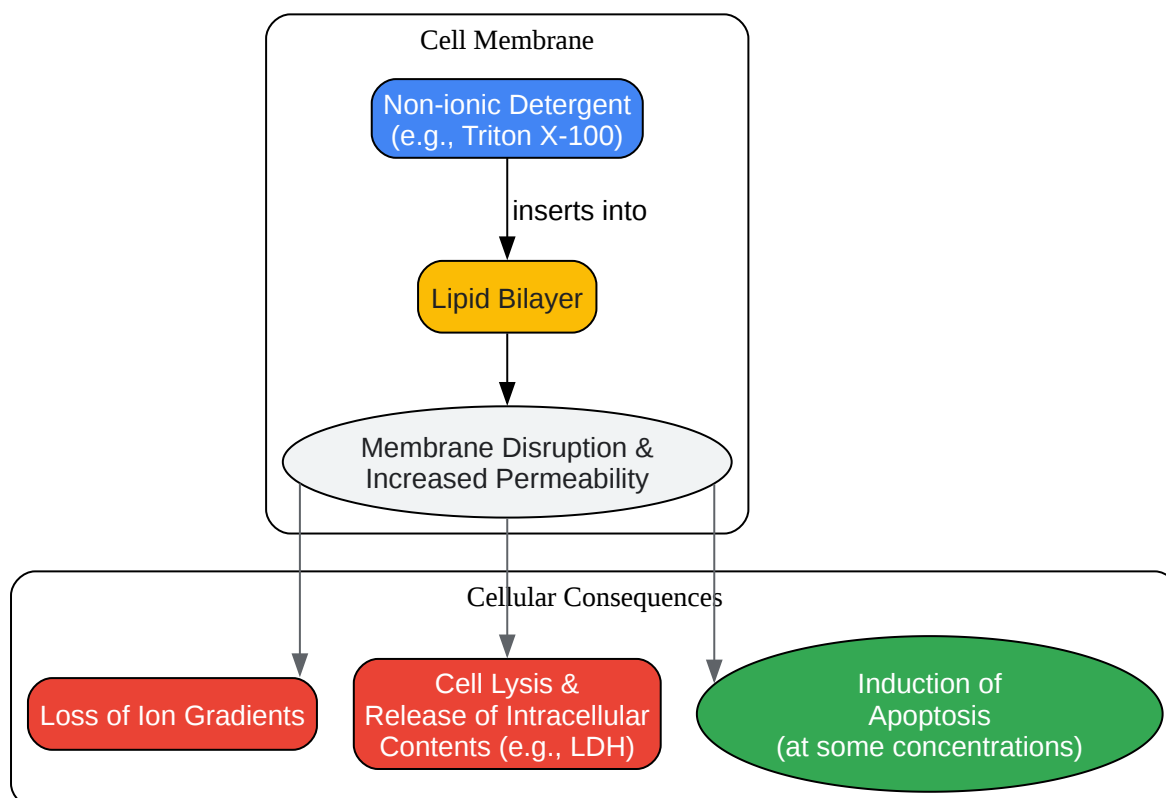 Cell Membrane
Non-ionic Detergent
(e.g., Triton X-100)
inserts into
Lipid Bilayer
Membrane Disruption &
Increased Permeability
Cellular Consequences
Loss of Ion Gradients
Cell Lysis &
Release of Intracellular
Contents (e.g., LDH)
Induction of
Apoptosis
(at some concentrations)